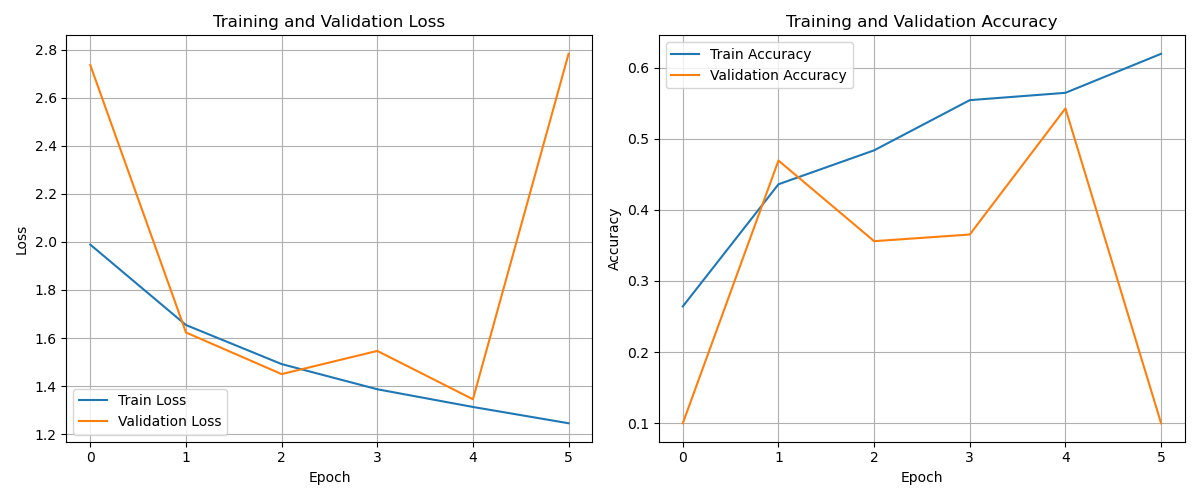 Training and Validation Loss
2.8
2.6
2.4
2.2
2.0
1.8
1.6
1.4
1.2
Loss
Train Loss
Validation Loss
0 1 2 3 4 5
Epoch
Training and Validation Accuracy
Train Accuracy
Validation Accuracy
0.6
0.5
0.4
0.3
0.2
0.1
Accuracy
0 1 2 3 4 5
Epoch